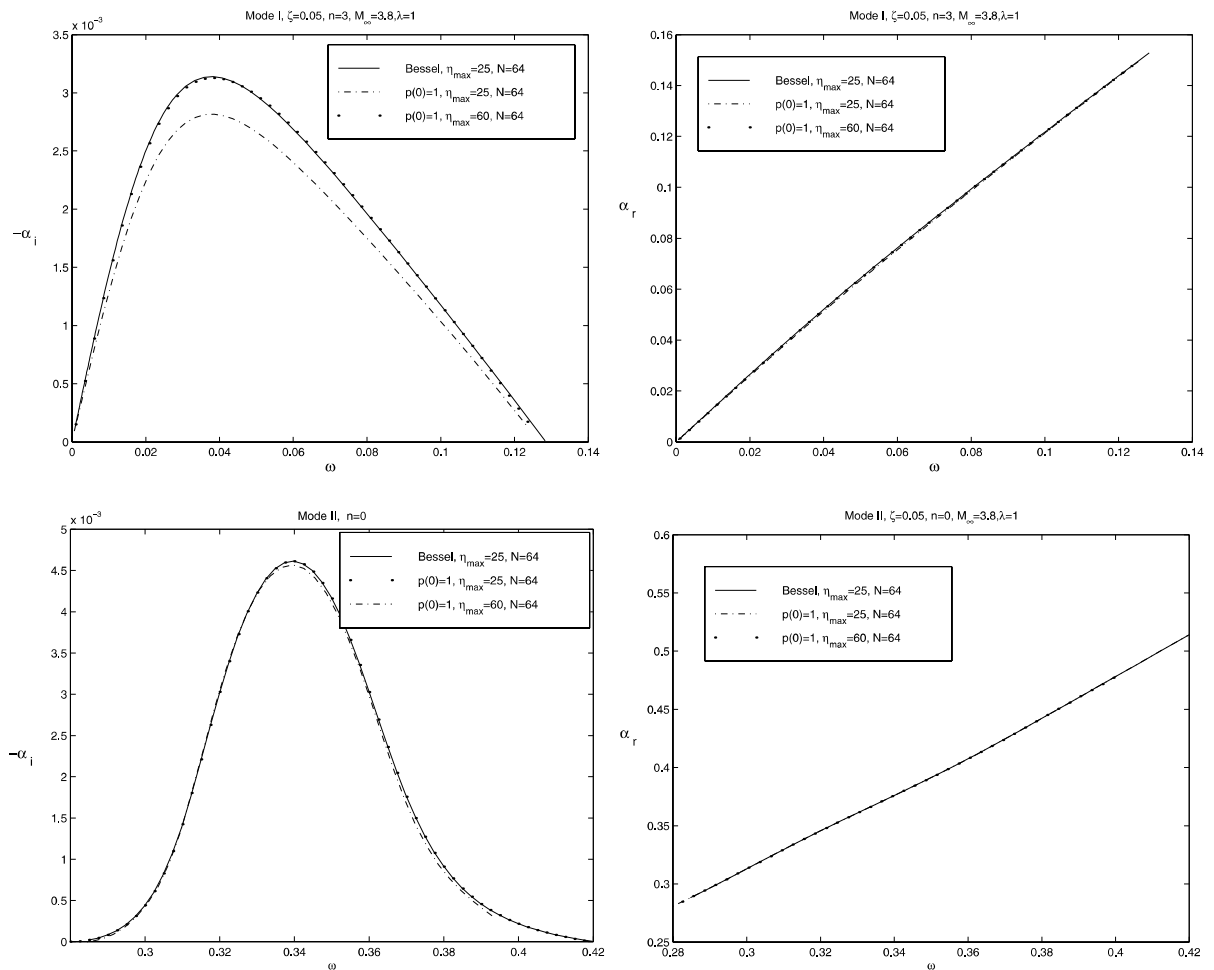 Mode I, ζ=0.05, n=3, M∞=3.8,λ=1
x 10⁻³
3.5
3
2.5
2
1.5
1
0.5
0
−α i
Bessel, ηmax=25, N=64
p(0)=1, ηmax=25, N=64
p(0)=1, ηmax=60, N=64
0 0.02 0.04 0.06 0.08 0.1 0.12 0.14
ω
Mode I, ζ=0.05, n=3, M∞=3.8,λ=1
0.16
0.14
0.12
0.1
0.08
0.06
0.04
0.02
0
α r
Bessel, ηmax=25, N=64
p(0)=1, ηmax=25, N=64
p(0)=1, ηmax=60, N=64
0 0.02 0.04 0.06 0.08 0.1 0.12 0.14
ω
Mode II, n=0
x 10⁻³
5
4.5
4
3.5
3
2.5
2
1.5
1
0.5
0
−α i
Bessel, ηmax=25, N=64
p(0)=1, ηmax=25, N=64
p(0)=1, ηmax=60, N=64
0.3 0.32 0.34 0.36 0.38 0.4 0.42
ω
Mode II, ζ=0.05, n=0, M∞=3.8,λ=1
0.6
0.55
0.5
0.45
0.4
0.35
0.3
0.25
α r
Bessel, ηmax=25, N=64
p(0)=1, ηmax=25, N=64
p(0)=1, ηmax=60, N=64
0.28 0.3 0.32 0.34 0.36 0.38 0.4 0.42
ω